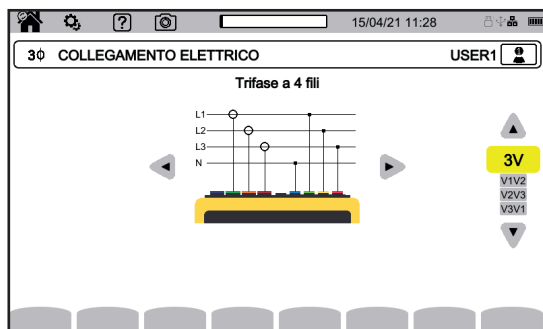 15/04/21 11:28
3Φ COLLEGAMENTO ELETTRICO USER1
Trifase a 4 fili
L1
L2
L3
N
3V
V1V2
V2V3
V3V1